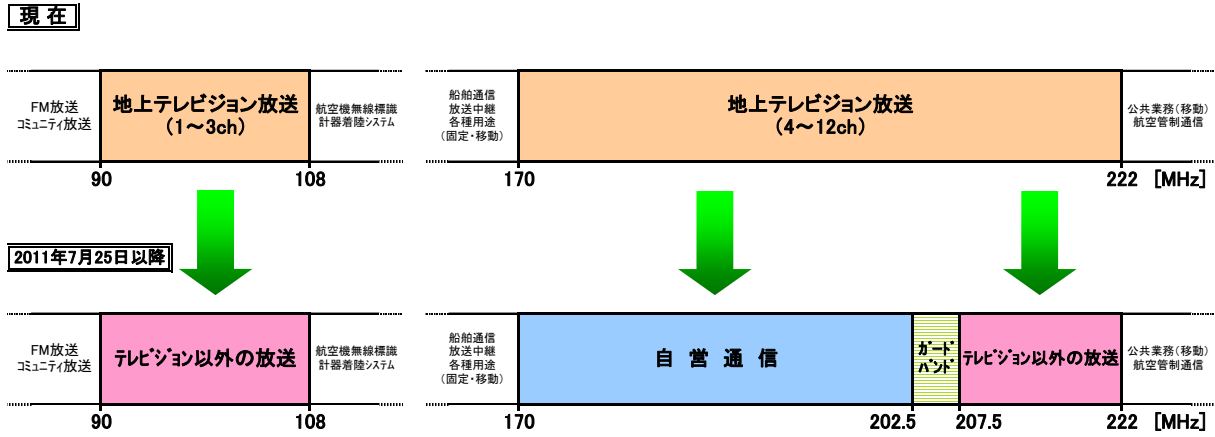 現 在
FM放送
コミュニティ放送
地上テレビジョン放送
(1～3ch)
航空機無線標識
計器着陸システム
船舶通信
放送中継
各種用途
(固定・移動)
地上テレビジョン放送
(4～12ch)
公共業務(移動)
航空管制通信
90
108
170
222 [MHz]
2011年7月25日以降
FM放送
コミュニティ放送
テレビジョン以外の放送
航空機無線標識
計器着陸システム
船舶通信
放送中継
各種用途
(固定・移動)
自 営 通 信
ガード
バンド
テレビジョン以外の放送
公共業務(移動)
航空管制通信
90
108
170
202.5
207.5
222 [MHz]